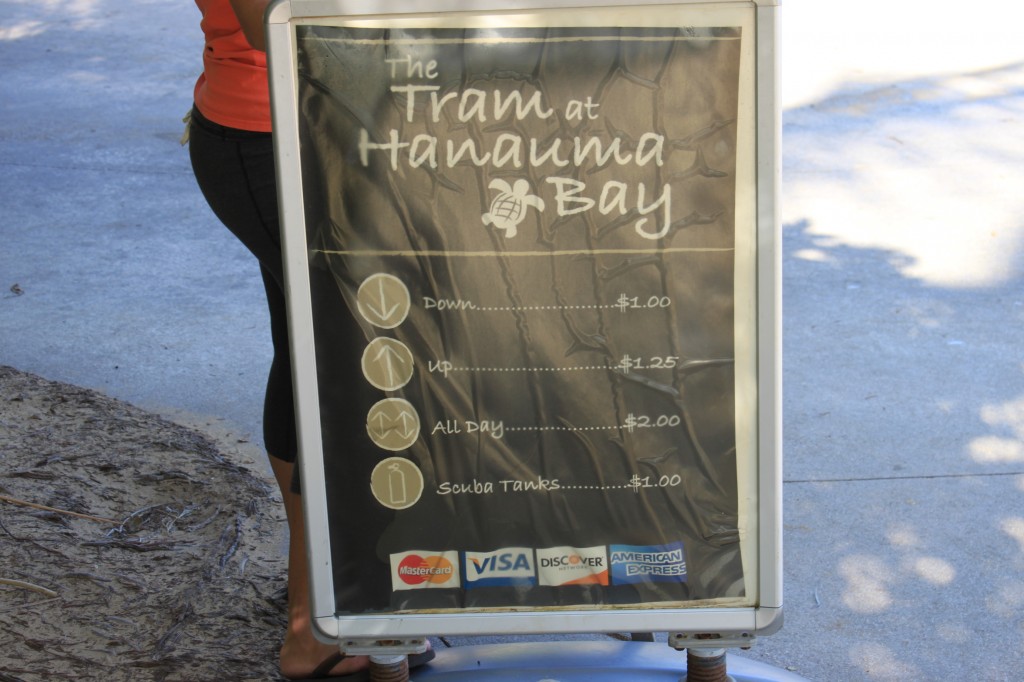 The
Tram at
Hanauma
Bay
Down..................$1.00
Up......................$1.25
All Day................$2.00
Scuba Tanks..........$1.00
MasterCard VISA DISCOVER NETWORK AMERICAN EXPRESS